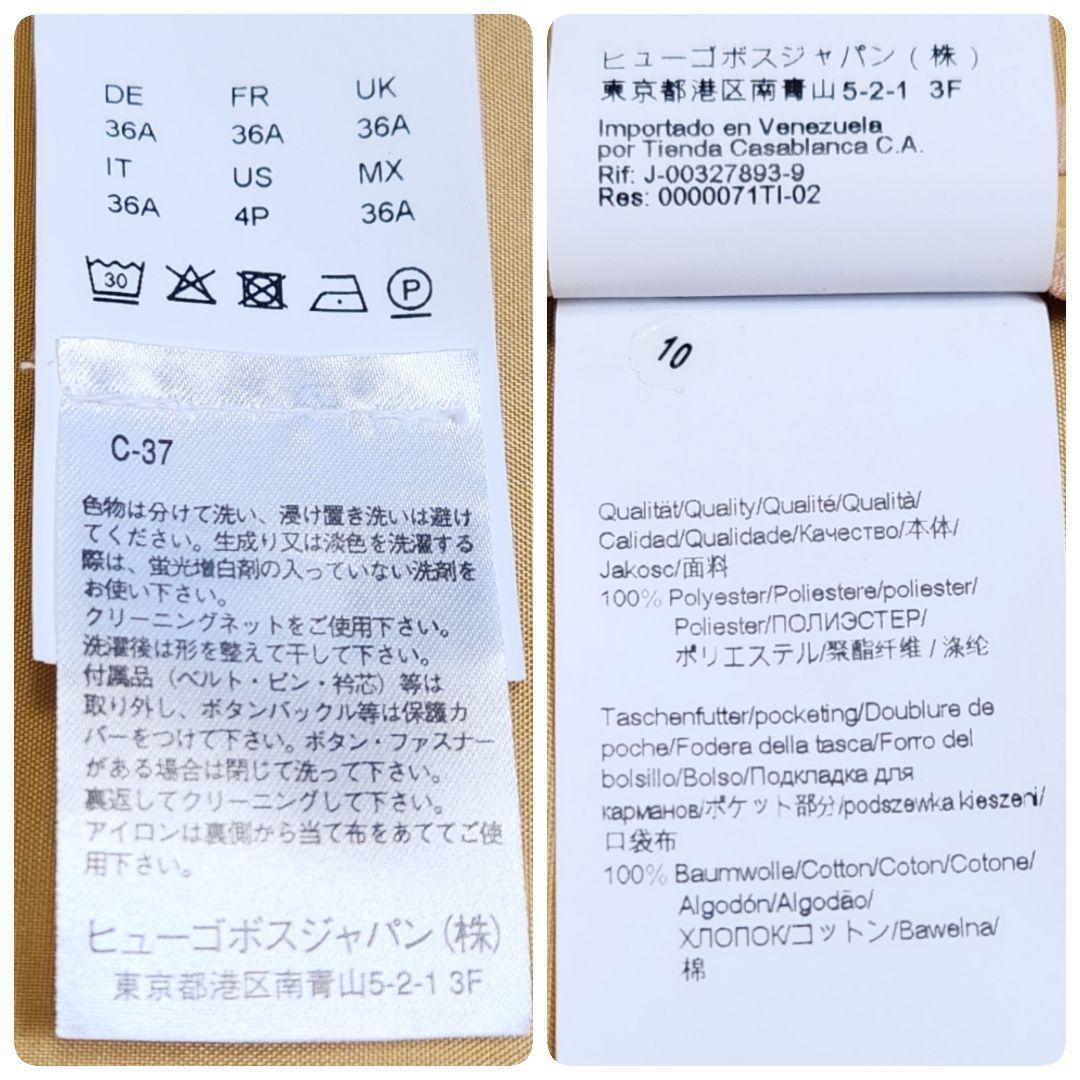 DE FR UK
36A 36A 36A
IT US MX
36A 4P 36A
30 P
C-37
色物は分けて洗い、浸け置き洗いは避け
てください。生成り又は淡色を洗濯する
際は、蛍光増白剤の入っていない洗剤を
お使い下さい。
クリーニングネットをご使用下さい。
洗濯後は形を整えて干して下さい。
付属品（ベルト・ピン・衿芯）等は
取り外し、ボタンバックル等は保護カ
バーをつけて下さい。ボタン・ファスナー
がある場合は閉じて洗って下さい。
裏返してクリーニングして下さい。
アイロンは裏側から当て布をあててご使
用下さい。
ヒューゴボスジャパン（株）
東京都港区南青山5-2-1 3F
ヒューゴボスジャパン（株）
東京都港区南青山5-2-1 3F
Importado en Venezuela
por Tienda Casablanca C.A.
Rif: J-00327893-9
Res: 0000071TI-02
10
Qualität/Quality/Qualité/Qualità/
Calidad/Qualidade/Качество/本体/
Jakosc/面料
100% Polyester/Poliestere/poliester/
Poliester/ПОЛИЭСТЕР/
ポリエステル/聚酯纤维 / 涤纶
Taschenfutter/pocketing/Doublure de
poche/Fodera della tasca/Forro del
bolsillo/Bolso/Подкладка для
карманов/ポケット部分/podszewka kieszeni/
口袋布
100% Baumwolle/Cotton/Coton/Cotone/
Algodón/Algodão/
ХЛОПОК/コットン/Bawelna/
棉